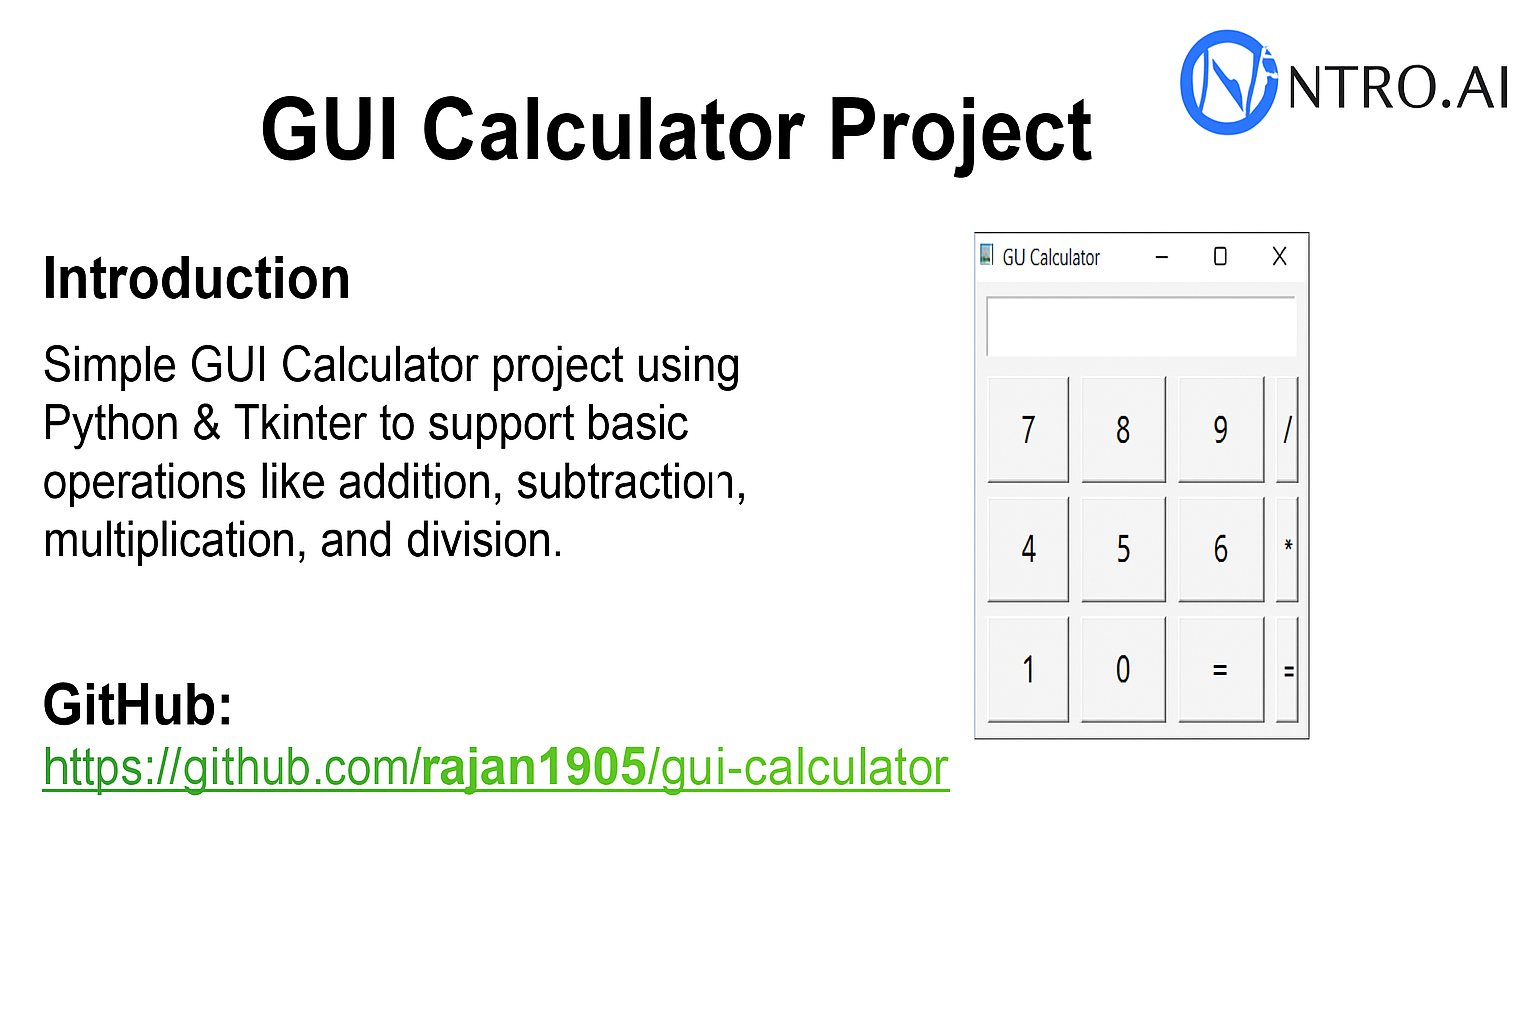 NTRO.AI
GUI Calculator Project
Introduction
Simple GUI Calculator project using
Python & Tkinter to support basic
operations like addition, subtraction,
multiplication, and division.
GitHub:
https://github.com/rajan1905/gui-calculator
GU Calculator
7 8 9 /
4 5 6 *
1 0 = =